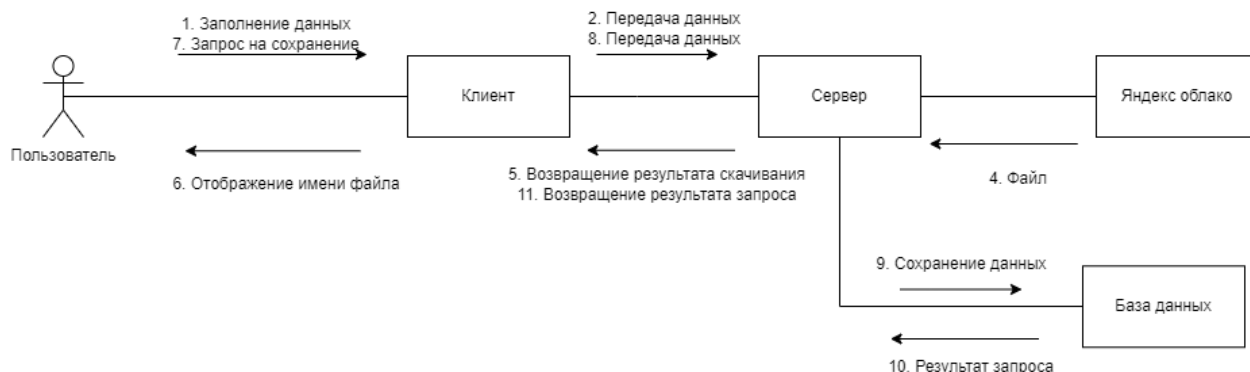 1. Заполнение данных
7. Запрос на сохранение
2. Передача данных
8. Передача данных
Клиент
Сервер
Яндекс облако
Пользователь
6. Отображение имени файла
5. Возвращение результата скачивания
11. Возвращение результата запроса
4. Файл
9. Сохранение данных
База данных
10. Результат запроса